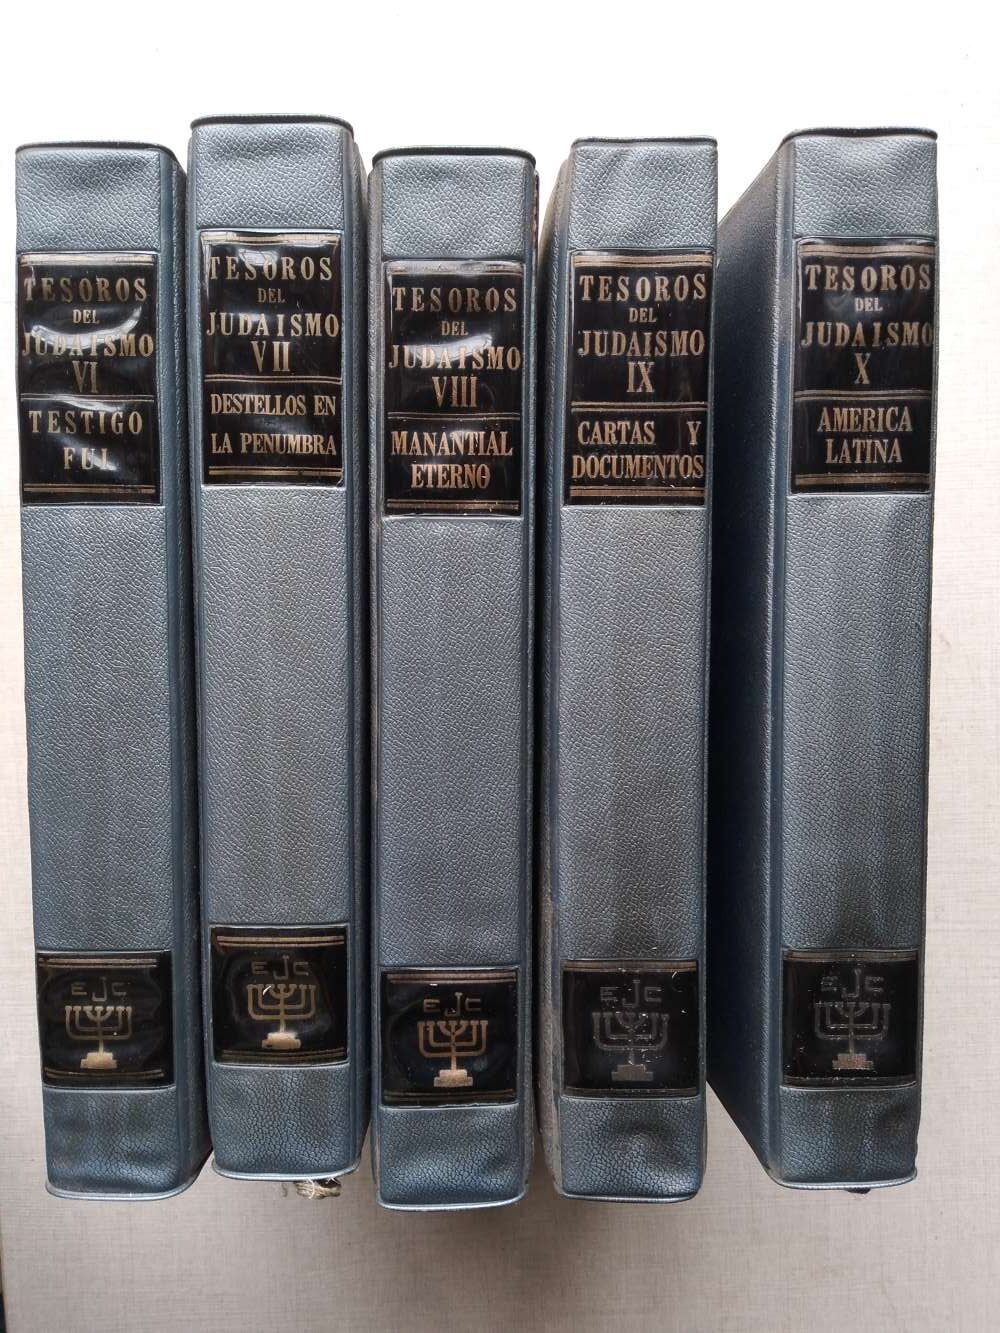 TESOROS
DEL
JUDAISMO
VI
TESTIGO
FUI
EJC
TESOROS
DEL
JUDAISMO
VII
DESTELLOS EN
LA PENUMBRA
EJC
TESOROS
DEL
JUDAISMO
VIII
MANANTIAL
ETERNO
EJC
TESOROS
DEL
JUDAISMO
IX
CARTAS Y
DOCUMENTOS
EJC
TESOROS
DEL
JUDAISMO
X
AMERICA
LATINA
EJC